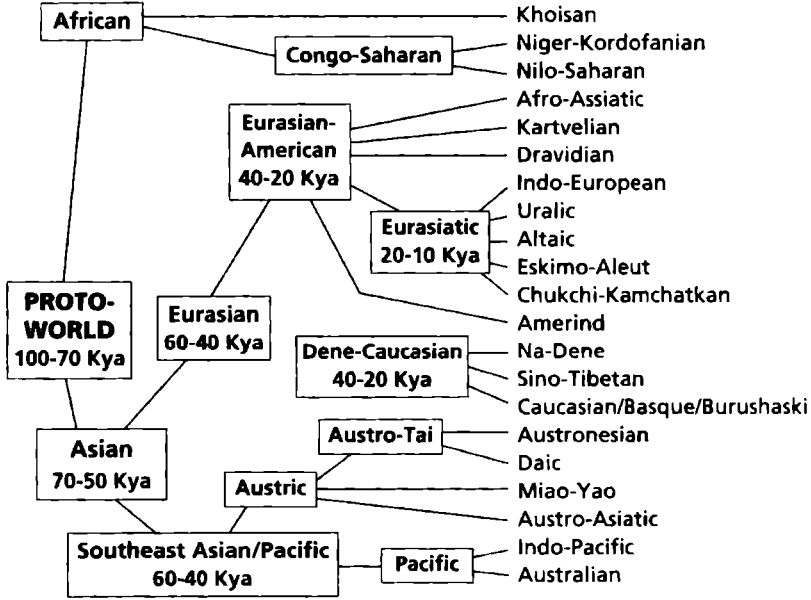 African
Khoisan
Congo-Saharan
Niger-Kordofanian
Nilo-Saharan
Eurasian-
American
40-20 Kya
Afro-Assiatic
Kartvelian
Dravidian
Eurasiatic
20-10 Kya
Indo-European
Uralic
Altaic
Eskimo-Aleut
Chukchi-Kamchatkan
Amerind
PROTO-
WORLD
100-70 Kya
Eurasian
60-40 Kya
Dene-Caucasian
40-20 Kya
Na-Dene
Sino-Tibetan
Caucasian/Basque/Burushaski
Asian
70-50 Kya
Austro-Tai
Austronesian
Daic
Austric
Miao-Yao
Austro-Asiatic
Southeast Asian/Pacific
60-40 Kya
Pacific
Indo-Pacific
Australian